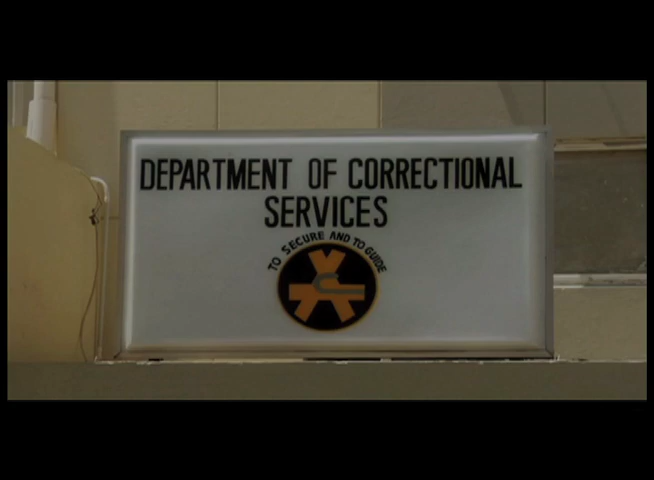 DEPARTMENT OF CORRECTIONAL
SERVICES
TO SECURE AND TO GUIDE